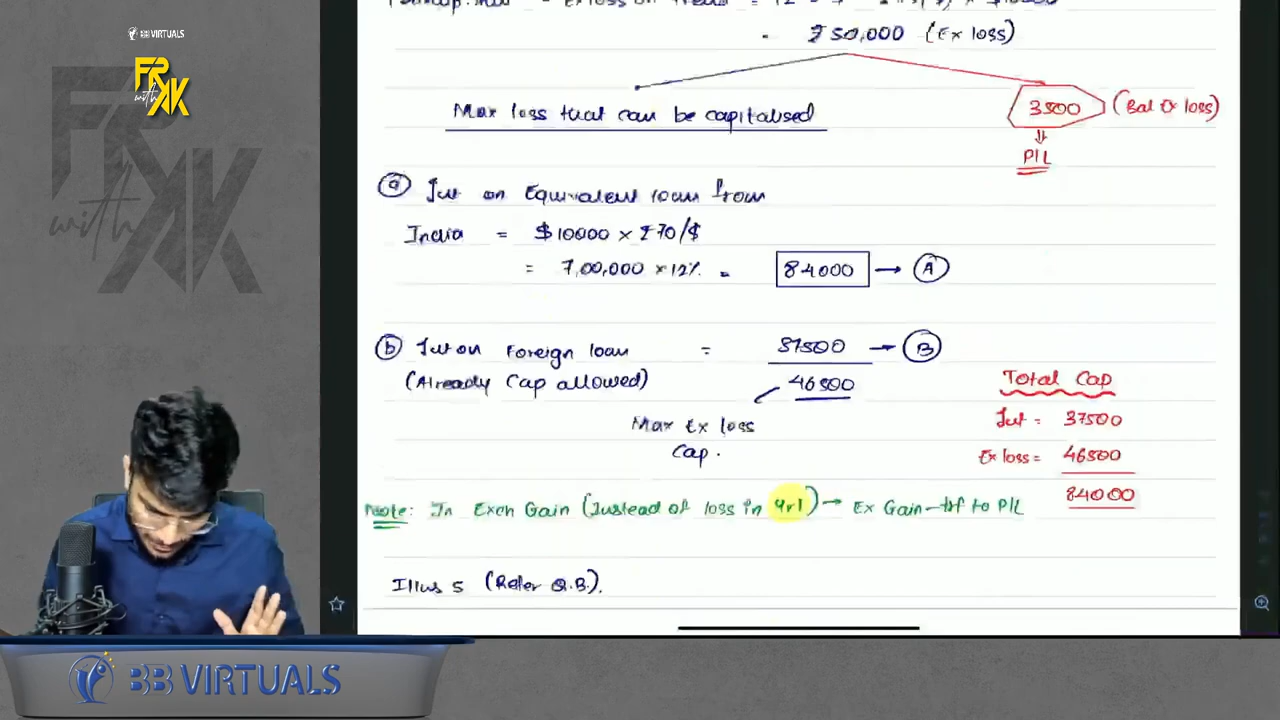 BB VIRTUALS
FR
with AK
= ₹50,000 (Ex loss)
Max loss that can be capitalised
3500 (Bal Ex loss)
⇓
P/L
(a) Int on Equivalent loan from
India = $10000 × ₹70/$
= 7,00,000 × 12% = 84000 → (A)
(b) Int on Foreign loan = 37500 → (B)
(Already Cap allowed) 46500
Max Ex loss
Cap.
Total Cap
Int = 37500
Ex loss = 46500
84000
Note: In Exch Gain (Instead of loss in Yr1) → Ex Gain - trf to P/L
Illus 5 (Refer Q.B.).
BB VIRTUALS